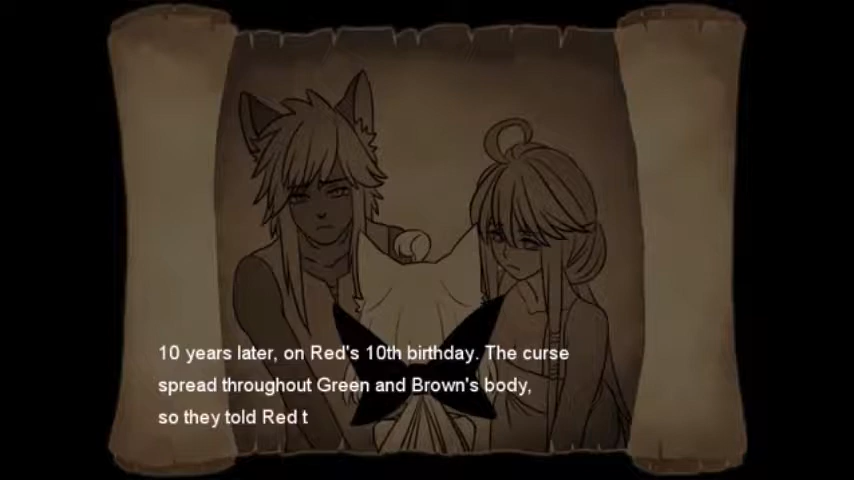 10 years later, on Red's 10th birthday. The curse
spread throughout Green and Brown's body,
so they told Red t